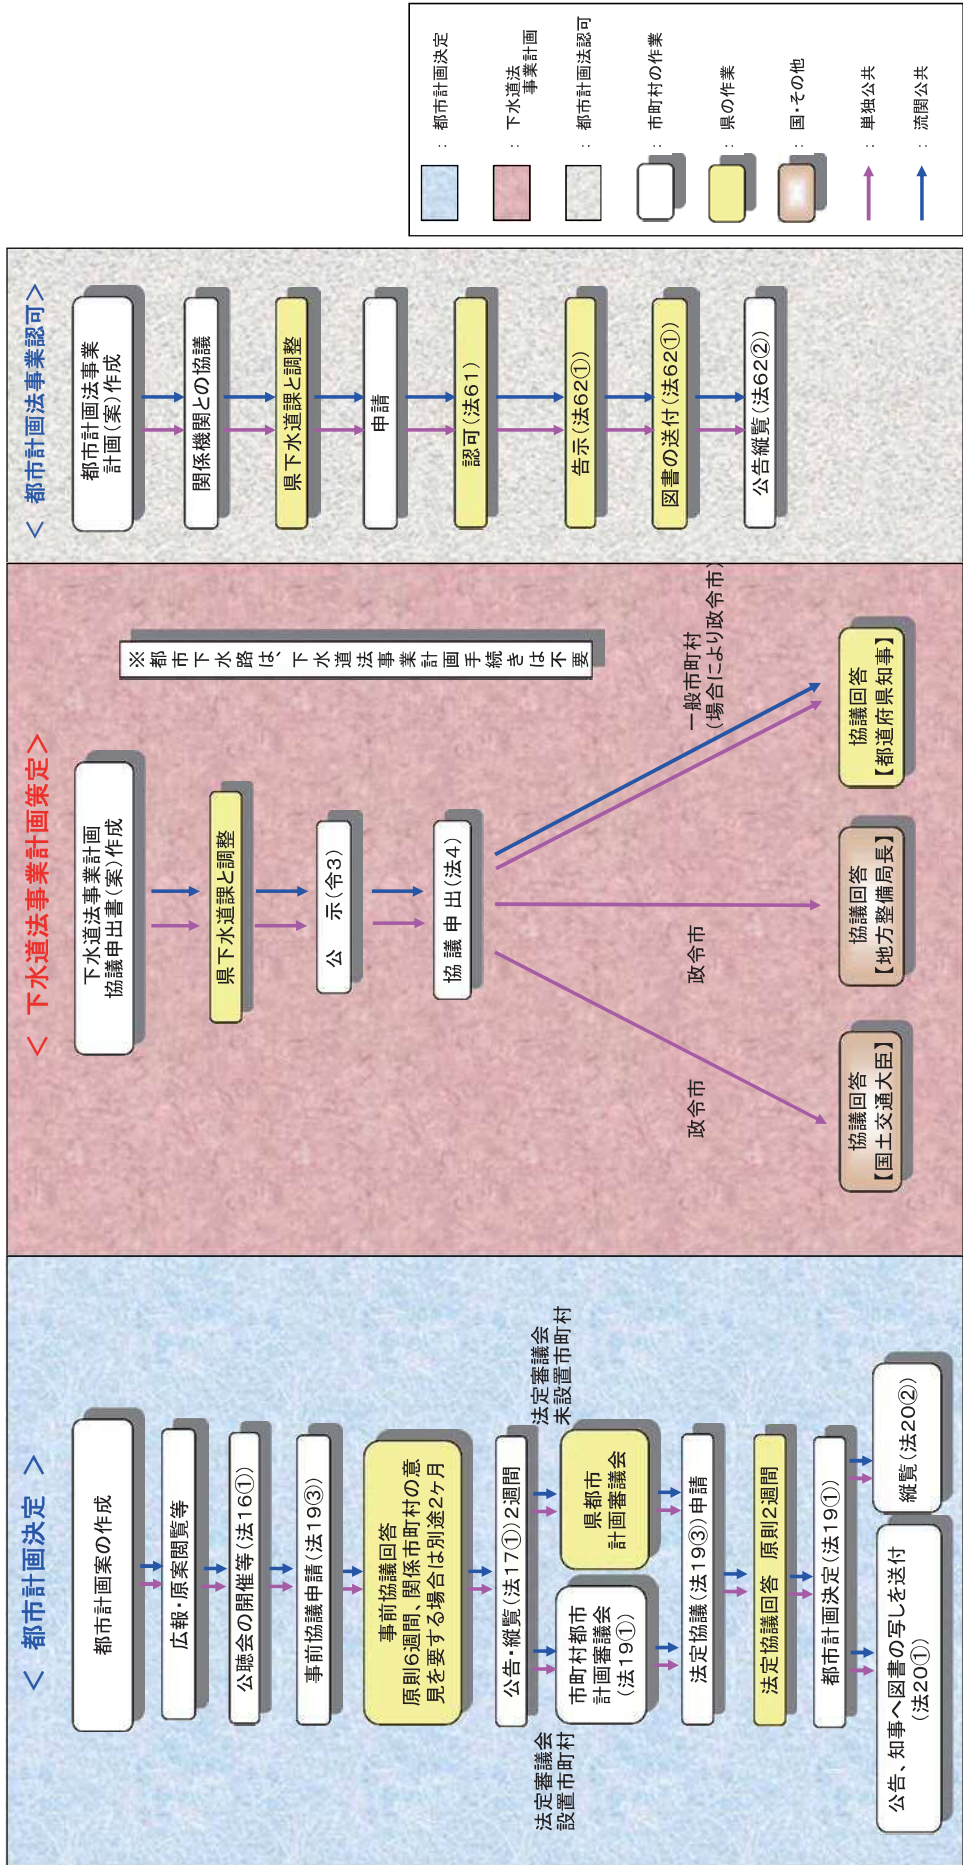 ＜ 都市計画決定 ＞
都市計画案の作成
広報・原案閲覧等
公聴会の開催等(法16①)
事前協議申請(法19③)
事前協議回答
原則6週間、関係市町村の意
見を要する場合は別途2ヶ月
公告・縦覧(法17①)2週間
法定審議会
設置市町村
法定審議会
未設置市町村
市町村都市
計画審議会
(法19①)
県都市
計画審議会
法定協議(法19③)申請
法定協議回答 原則2週間
都市計画決定(法19①)
公告、知事へ図書の写しを送付
(法20①)
縦覧(法20②)
＜ 下水道法事業計画策定＞
下水道法事業計画
協議申出書(案)作成
県下水道課と調整
公 示(令3)
協 議 申 出(法4)
※都市下水路は、下水道法事業計画手続きは不要
政令市
政令市
一般市町村
(場合により政令市)
協議回答
【国土交通大臣】
協議回答
【地方整備局長】
協議回答
【都道府県知事】
＜ 都市計画法事業認可＞
都市計画法事業
計画(案)作成
関係機関との協議
県下水道課と調整
申請
認可(法61)
告示(法62①)
図書の送付(法62①)
公告縦覧(法62②)
： 都市計画決定
： 下水道法
事業計画
： 都市計画法認可
： 市町村の作業
： 県の作業
： 国・その他
： 単独公共
： 流関公共